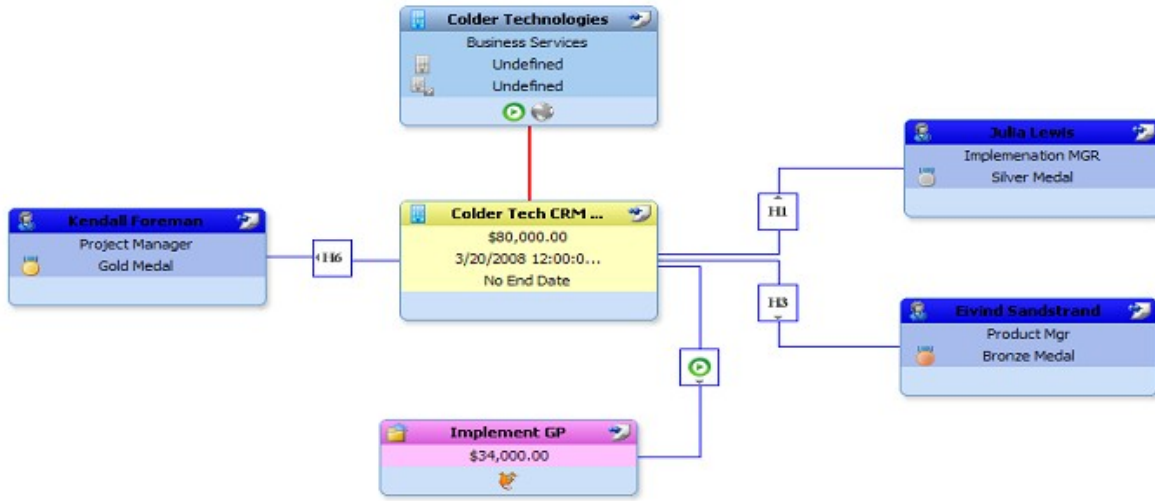 Colder Technologies
Business Services
Undefined
Undefined
Julia Lewis
Implemenation MGR
Silver Medal
H1
Kendall Foreman
Project Manager
Gold Medal
H6
Colder Tech CRM ...
$80,000.00
3/20/2008 12:00:0...
No End Date
H3
Eivind Sandstrand
Product Mgr
Bronze Medal
Implement GP
$34,000.00